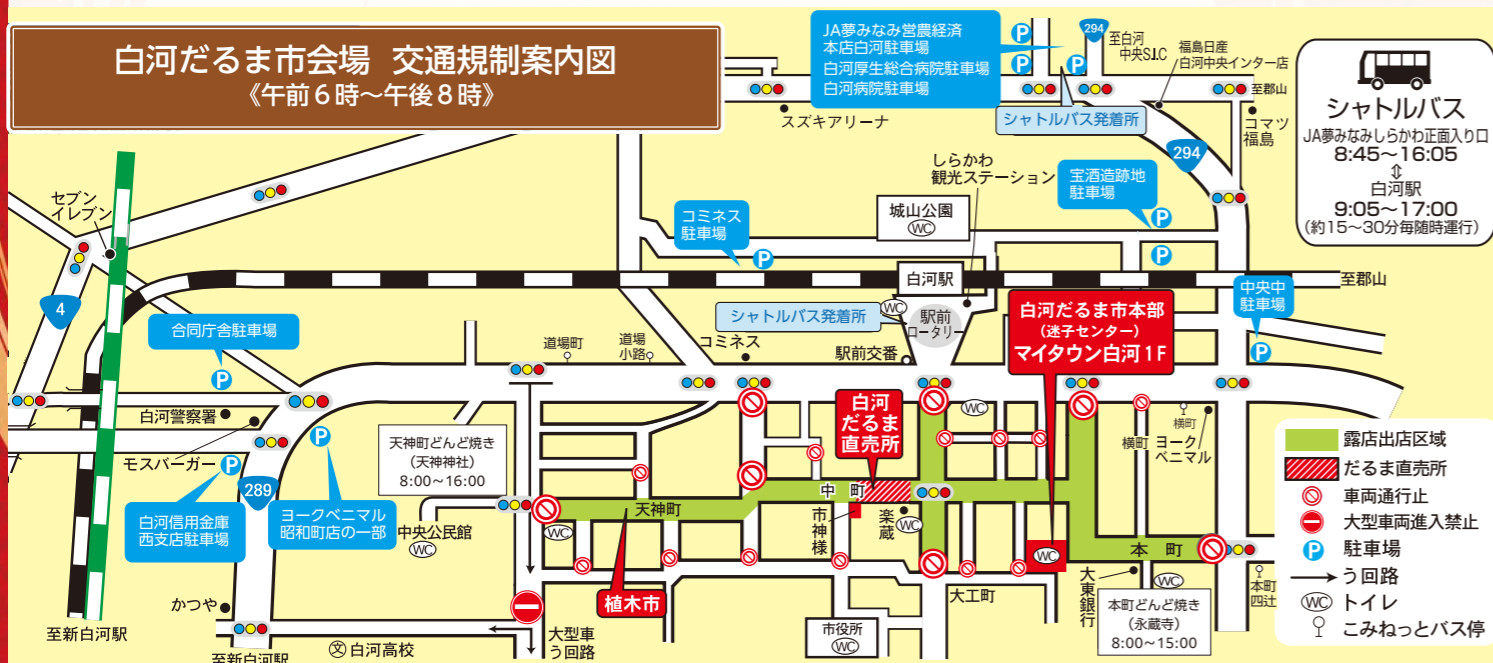 白河だるま市会場 交通規制案内図
《午前6時～午後8時》
JA夢みなみ営農経済
本店白河駐車場
白河厚生総合病院駐車場
白河病院駐車場
P
P
P
294
至白河
中央S.I.C
福島日産
白河中央インター店
至郡山
コマツ
福島
スズキアリーナ
シャトルバス発着所
294
シャトルバス
JA夢みなみしらかわ正面入り口
8:45～16:05
⇕
白河駅
9:05～17:00
(約15～30分毎随時運行)
セブン
イレブン
4
しらかわ
観光ステーション
宝酒造跡地
駐車場
P
P
城山公園
WC
コミネス
駐車場
P
白河駅
至郡山
中央中
駐車場
P
合同庁舎駐車場
P
シャトルバス発着所
WC
駅前
ロータリー
白河だるま市本部
(迷子センター)
マイタウン白河1F
道場町
道場
小路
コミネス
駅前交番
白河警察署
モスバーガー
P
P
289
白河信用金庫
西支店駐車場
ヨークベニマル
昭和町店の一部
天神町どんど焼き
(天神神社)
8:00～16:00
中央公民館
WC
白河
だるま
直売所
WC
横町
横町
ヨーク
ベニマル
天神町
WC
中町
市神様
楽蔵
WC
WC
本町
大東銀行
WC
本町
四辻
植木市
大工町
本町どんど焼き
(永蔵寺)
8:00～15:00
市役所
WC
かつや
至新白河駅
至新白河駅
文 白河高校
大型車
う回路
露店出店区域
だるま直売所
車両通行止
大型車両進入禁止
P 駐車場
う回路
WC トイレ
こみねっとバス停